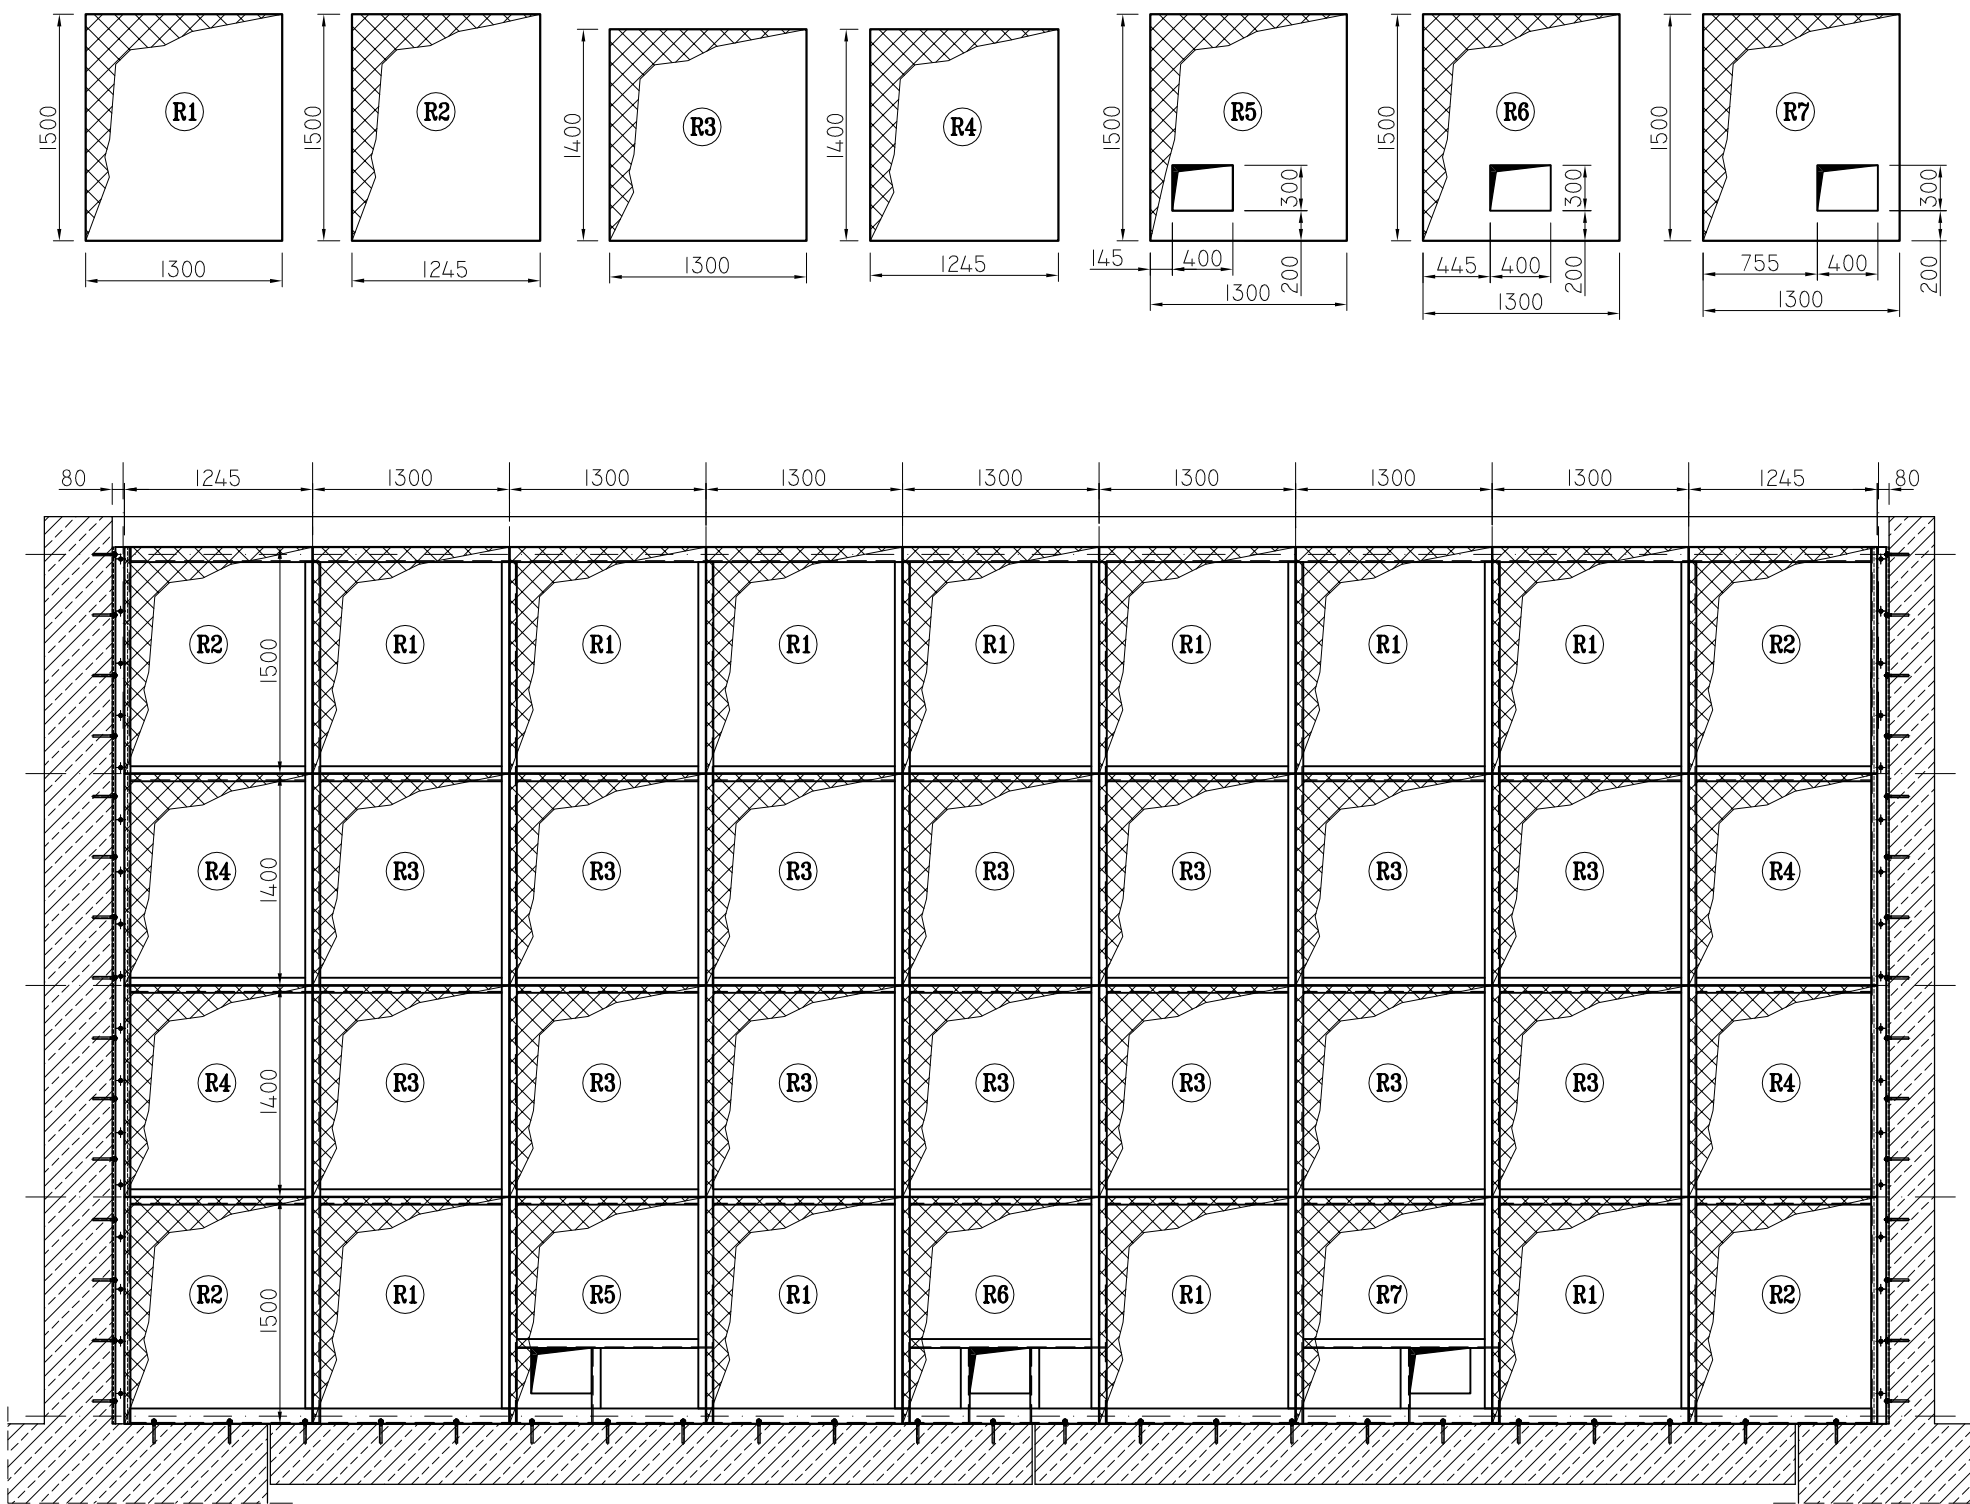 R1 R2 R3 R4 R5 R6 R7
1500 1500 1400 1400 1500 300 1500 300 1500 300
1300 1245 1300 1245 145 400 200 445 400 200 755 400 200
1300 1300 1300
80 1245 1300 1300 1300 1300 1300 1300 1300 1245 80
R2 1500 R1 R1 R1 R1 R1 R1 R1 R2
R4 1400 R3 R3 R3 R3 R3 R3 R3 R4
R4 1400 R3 R3 R3 R3 R3 R3 R3 R4
R2 1500 R1 R5 R1 R6 R1 R7 R1 R2